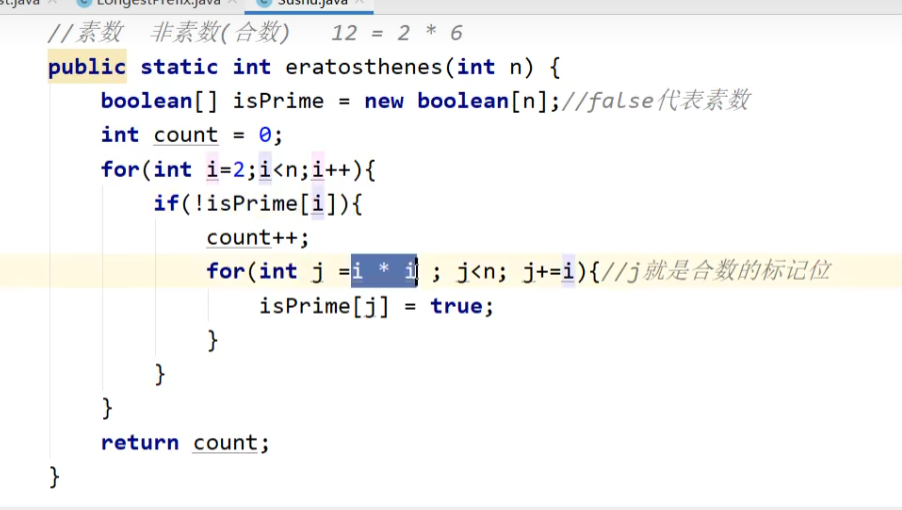 st.java LongestPrefix.java Sushu.java
//素数 非素数(合数) 12 = 2 * 6
public static int eratosthenes(int n) {
boolean[] isPrime = new boolean[n];//false代表素数
int count = 0;
for(int i=2;i<n;i++){
if(!isPrime[i]){
count++;
for(int j =i * i ; j<n; j+=i){//j就是合数的标记位
isPrime[j] = true;
}
}
}
return count;
}